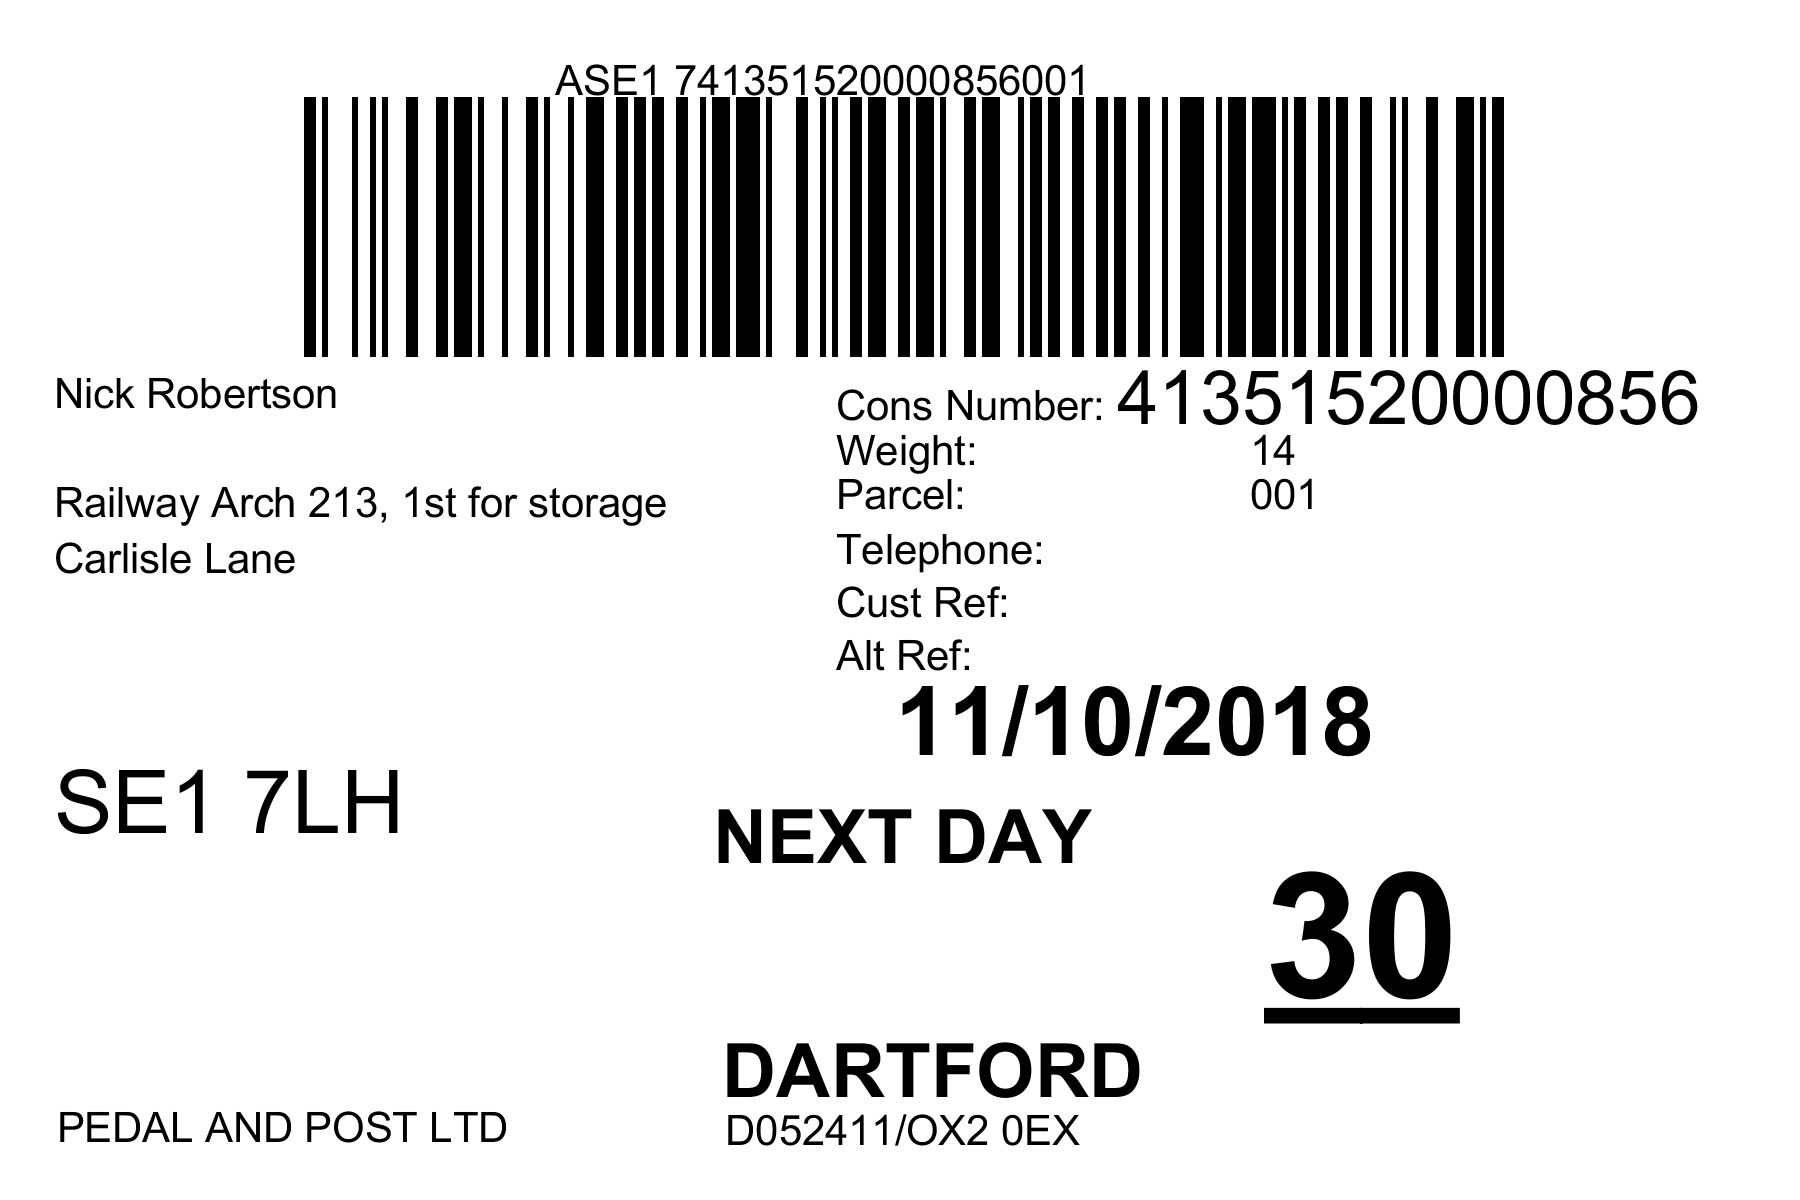 ASE1 741351520000856001
Nick Robertson
Railway Arch 213, 1st for storage
Carlisle Lane
SE1 7LH
Cons Number: 41351520000856
Weight: 14
Parcel: 001
Telephone:
Cust Ref:
Alt Ref:
11/10/2018
NEXT DAY
30
DARTFORD
PEDAL AND POST LTD
D052411/OX2 0EX